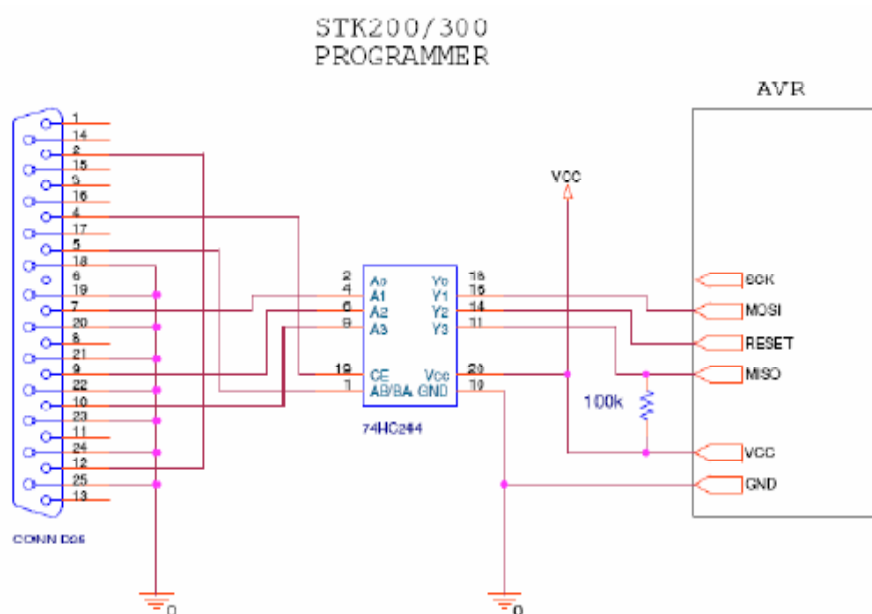 STK200/300
PROGRAMMER
AVR
1
14
2
15
3
16
4
17
5
18
6
19
7
20
8
21
9
22
10
23
11
24
12
25
13
VCC
2 A0 Y0 18
4 A1 Y1 16
6 A2 Y2 14
9 A3 Y3 11
19 CE Vcc 20
1 AB/BA GND 10
74HC244
100k
SCK
MOSI
RESET
MISO
VCC
GND
CONN D25
0
0